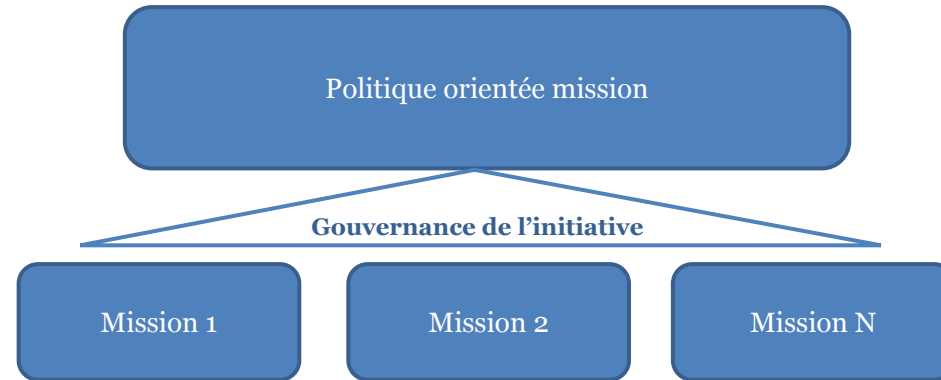 Politique orientée mission
Gouvernance de l’initiative
Mission 1
Mission 2
Mission N